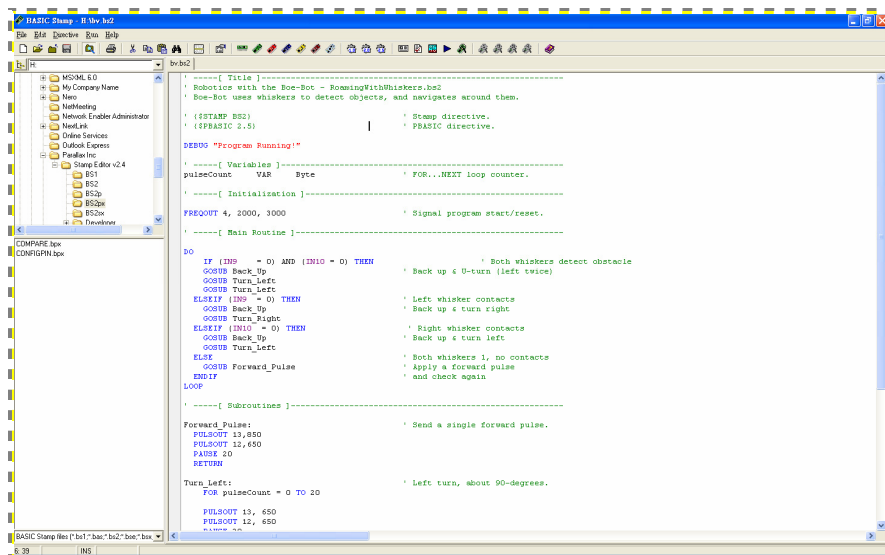 BASIC Stamp - H:\bv.bs2
File Edit Directive Run Help
H:
bv.bs2
MSXML 6.0
My Company Name
Nero
NetMeeting
Network Enabler Administrator
NextLink
Online Services
Outlook Express
Parallax Inc
Stamp Editor v2.4
BS1
BS2
BS2p
BS2px
BS2sx
Developer
COMPARE.bpx
CONFIGPIN.bpx
BASIC Stamp files (*.bs1;*.bas;*.bs2;*.bse;*.bsx
' -----[ Title ]--------------------------------------------------------------
' Robotics with the Boe-Bot - RoamingWithWhiskers.bs2
' Boe-Bot uses whiskers to detect objects, and navigates around them.
' {$STAMP BS2} ' Stamp directive.
' {$PBASIC 2.5} ' PBASIC directive.
DEBUG "Program Running!"
' -----[ Variables ]----------------------------------------------------------
pulseCount VAR Byte ' FOR...NEXT loop counter.
' -----[ Initialization ]-----------------------------------------------------
FREQOUT 4, 2000, 3000 ' Signal program start/reset.
' -----[ Main Routine ]-------------------------------------------------------
DO
IF (IN9 = 0) AND (IN10 = 0) THEN ' Both whiskers detect obstacle
GOSUB Back_Up ' Back up & U-turn (left twice)
GOSUB Turn_Left
GOSUB Turn_Left
ELSEIF (IN9 = 0) THEN ' Left whisker contacts
GOSUB Back_Up ' Back up & turn right
GOSUB Turn_Right
ELSEIF (IN10 = 0) THEN ' Right whisker contacts
GOSUB Back_Up ' Back up & turn left
GOSUB Turn_Left
ELSE ' Both whiskers 1, no contacts
GOSUB Forward_Pulse ' Apply a forward pulse
ENDIF ' and check again
LOOP
' -----[ Subroutines ]--------------------------------------------------------
Forward_Pulse: ' Send a single forward pulse.
PULSOUT 13,850
PULSOUT 12,650
PAUSE 20
RETURN
Turn_Left: ' Left turn, about 90-degrees.
FOR pulseCount = 0 TO 20
PULSOUT 13, 650
PULSOUT 12, 650
PAUSE 20
6: 39 INS